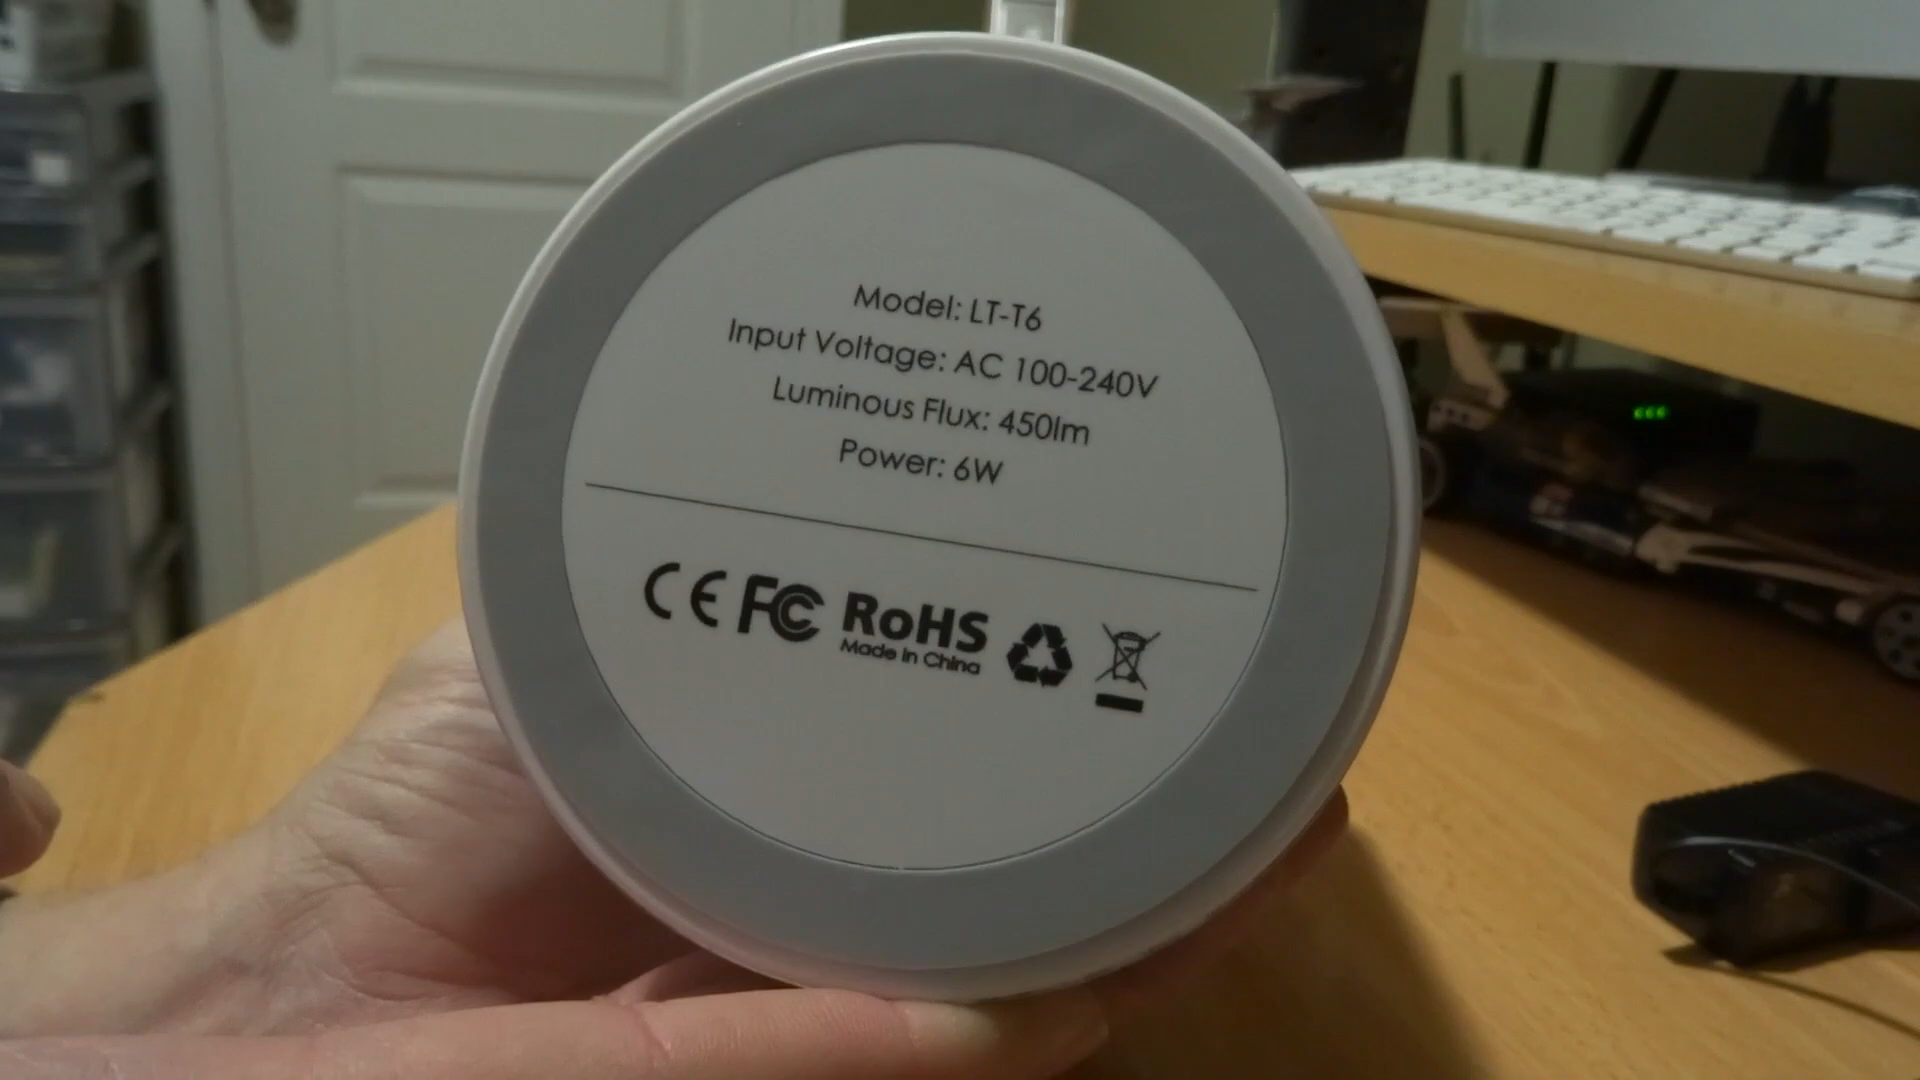 Model: LT-T6
Input Voltage: AC 100-240V
Luminous Flux: 450lm
Power: 6W
CE FC RoHS
Made in China